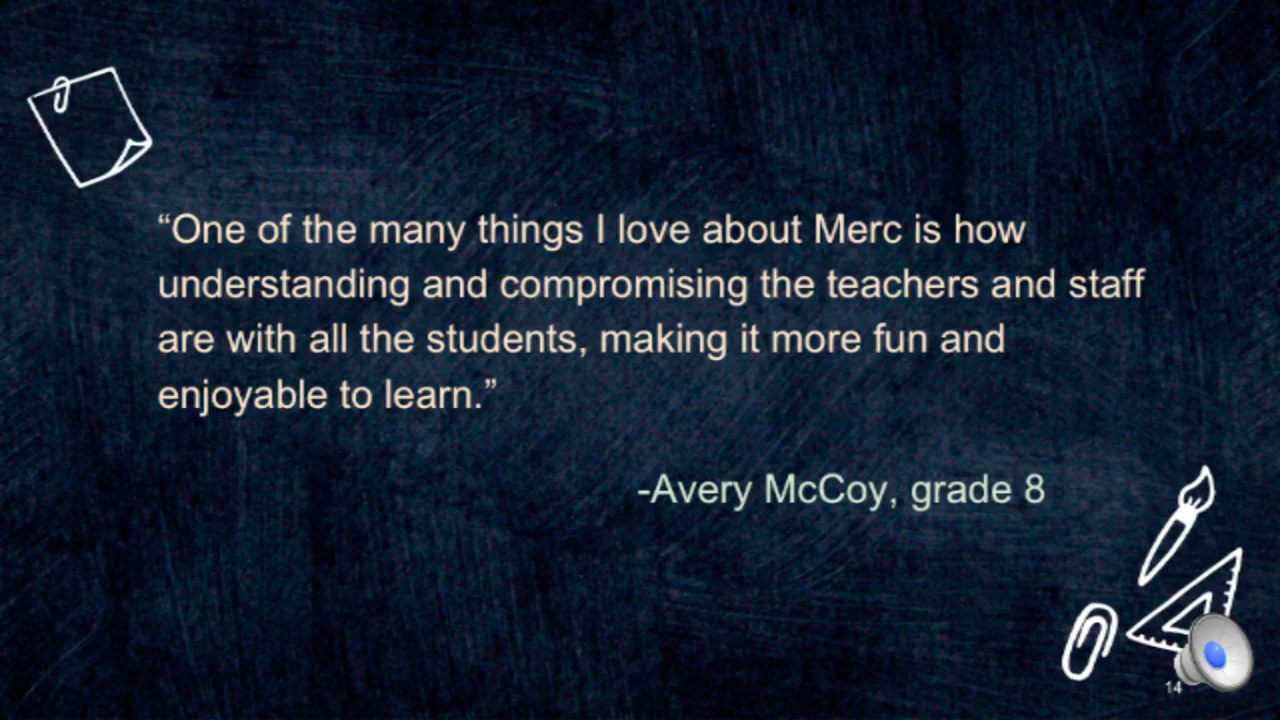 “One of the many things I love about Merc is how
understanding and compromising the teachers and staff
are with all the students, making it more fun and
enjoyable to learn.”
-Avery McCoy, grade 8
14